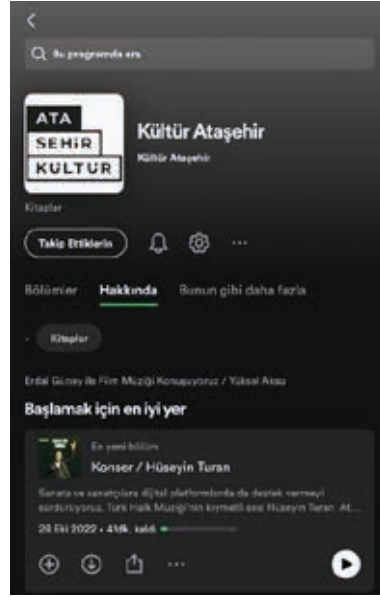 Bu programda ara
ATA
SEHİR
KÜLTÜR
Kültür Ataşehir
Kültür Ataşehir
Kitaplar
Takip Ettiklerin
Bölümler Hakkında Bunun gibi daha fazla
Kitaplar
Erdal Güney ile Film Müziği Konuşuyoruz / Yüksel Aksu
Başlamak için en iyi yer
En yeni bölüm
Konser / Hüseyin Turan
Sanata ve sanatçılara dijital platformlarda da destek vermeyi
sürdürüyoruz. Türk Halk Müziği'nin kıymetli sesi Hüseyin Turan At...
28 Eki 2022 • 41dk. kaldı